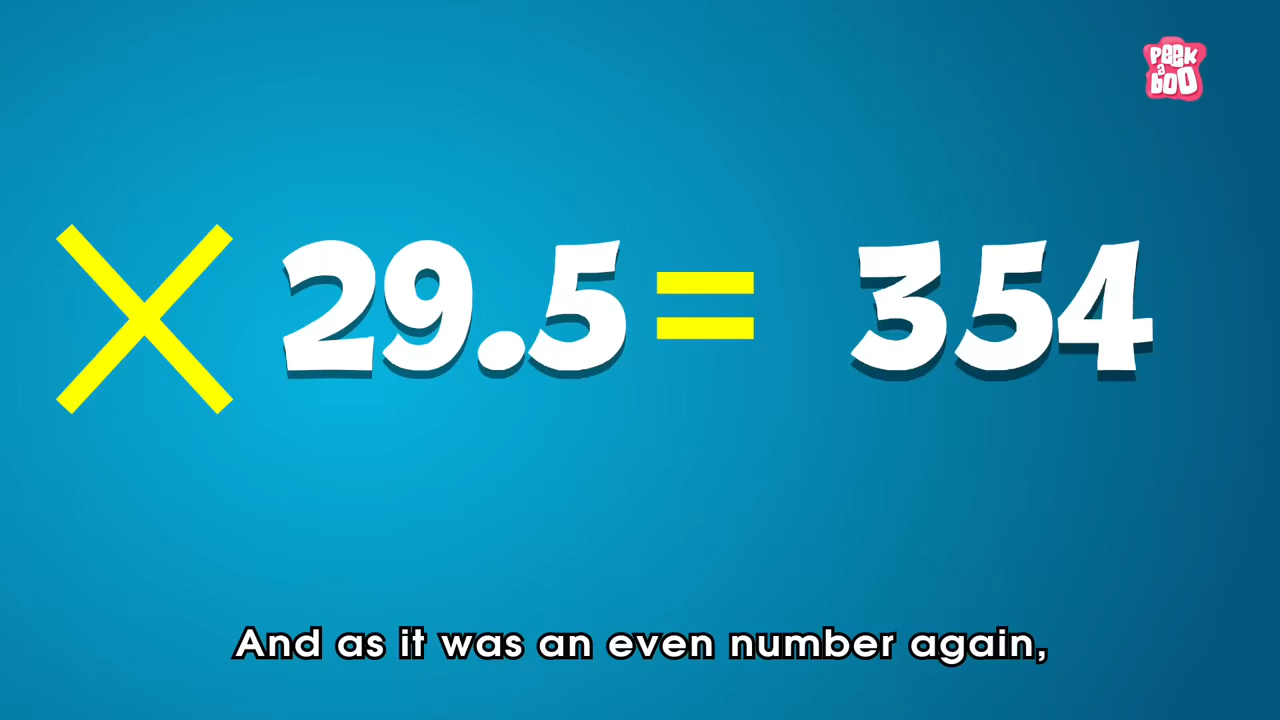 PEEK
a
BOO
× 29.5 = 354
And as it was an even number again,